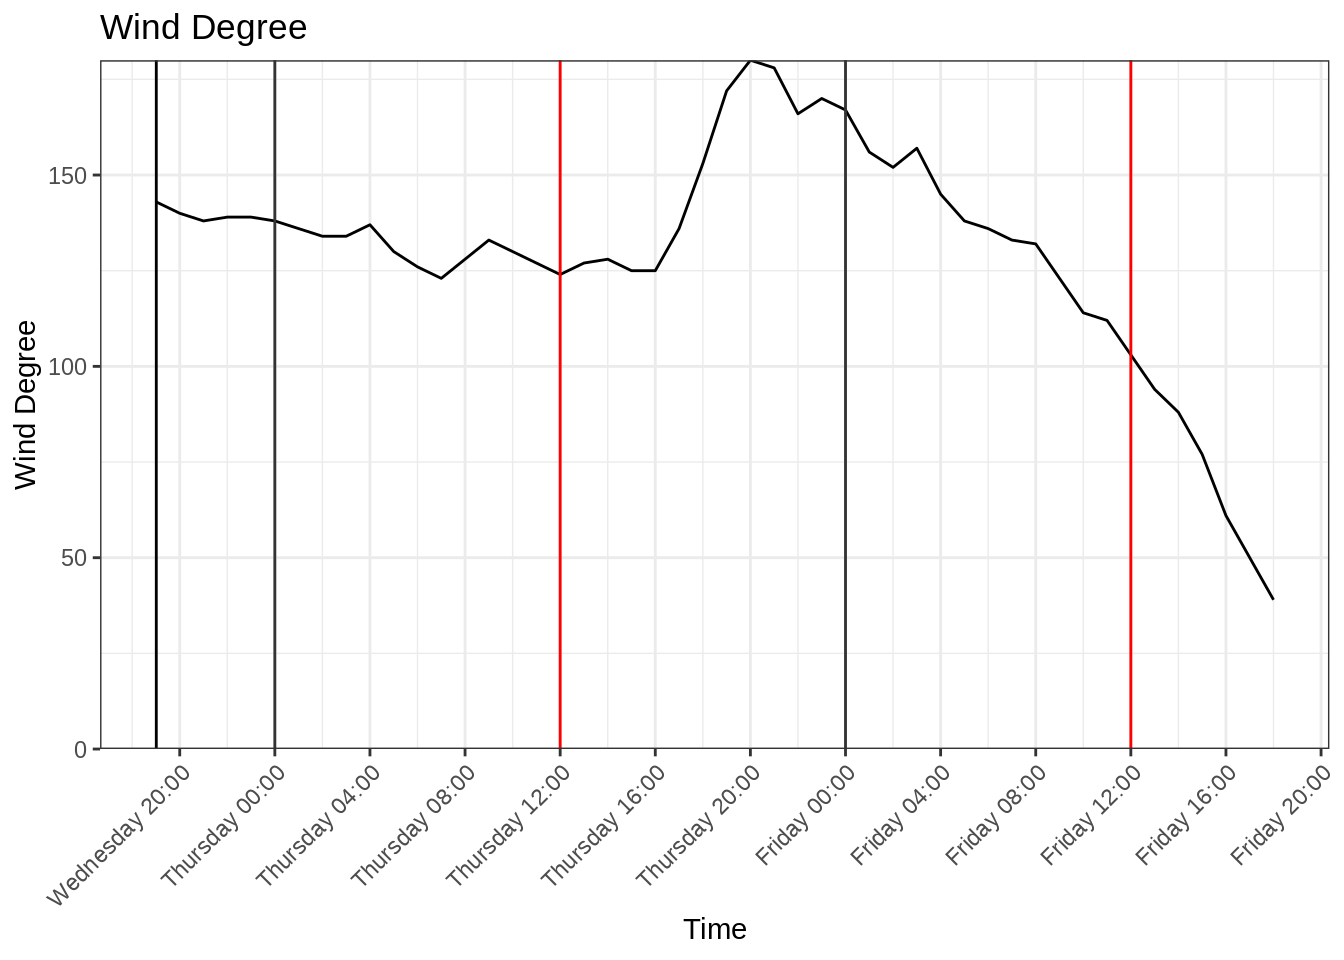 Wind Degree
Wind Degree
150
100
50
0
Wednesday 20:00
Thursday 00:00
Thursday 04:00
Thursday 08:00
Thursday 12:00
Thursday 16:00
Thursday 20:00
Friday 00:00
Friday 04:00
Friday 08:00
Friday 12:00
Friday 16:00
Friday 20:00
Time